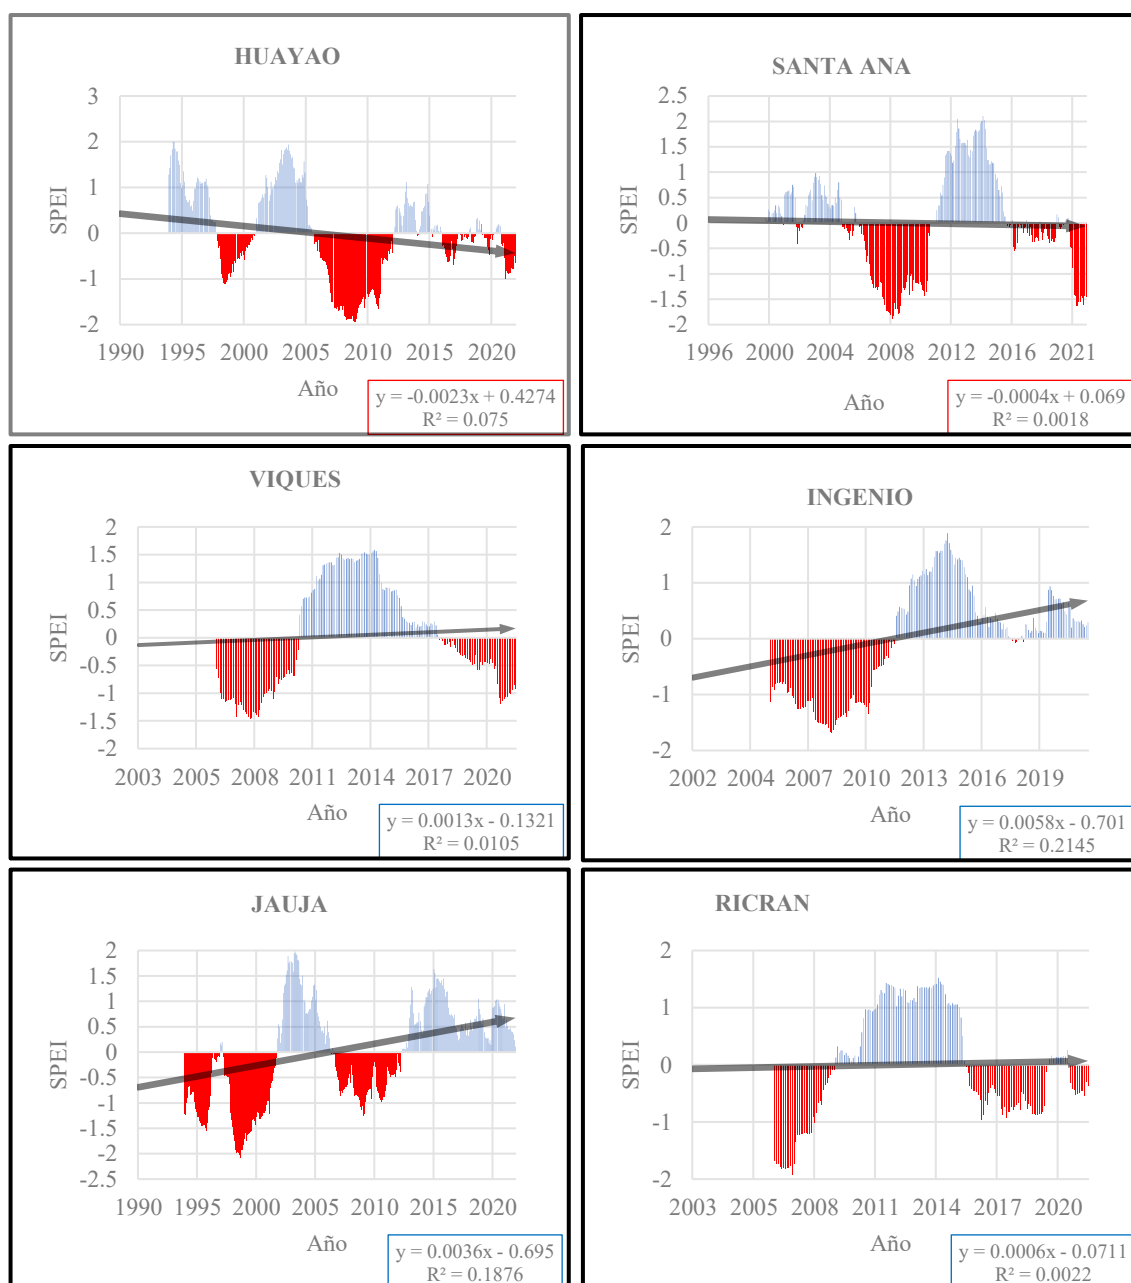 HUAYAO
SPEI
3
2
1
0
-1
-2
1990 1995 2000 2005 2010 2015 2020
Año
y = -0.0023x + 0.4274
R² = 0.075
SANTA ANA
SPEI
2.5
2
1.5
1
0.5
0
-0.5
-1
-1.5
-2
1996 2000 2004 2008 2012 2016 2021
Año
y = -0.0004x + 0.069
R² = 0.0018
VIQUES
SPEI
2
1.5
1
0.5
0
-0.5
-1
-1.5
-2
2003 2005 2008 2011 2014 2017 2020
Año
y = 0.0013x - 0.1321
R² = 0.0105
INGENIO
SPEI
2
1
0
-1
-2
2002 2004 2007 2010 2013 2016 2019
Año
y = 0.0058x - 0.701
R² = 0.2145
JAUJA
SPEI
2
1.5
1
0.5
0
-0.5
-1
-1.5
-2
-2.5
1990 1995 2000 2005 2010 2015 2020
Año
y = 0.0036x - 0.695
R² = 0.1876
RICRAN
SPEI
2
1
0
-1
-2
2003 2005 2008 2011 2014 2017 2020
Año
y = 0.0006x - 0.0711
R² = 0.0022